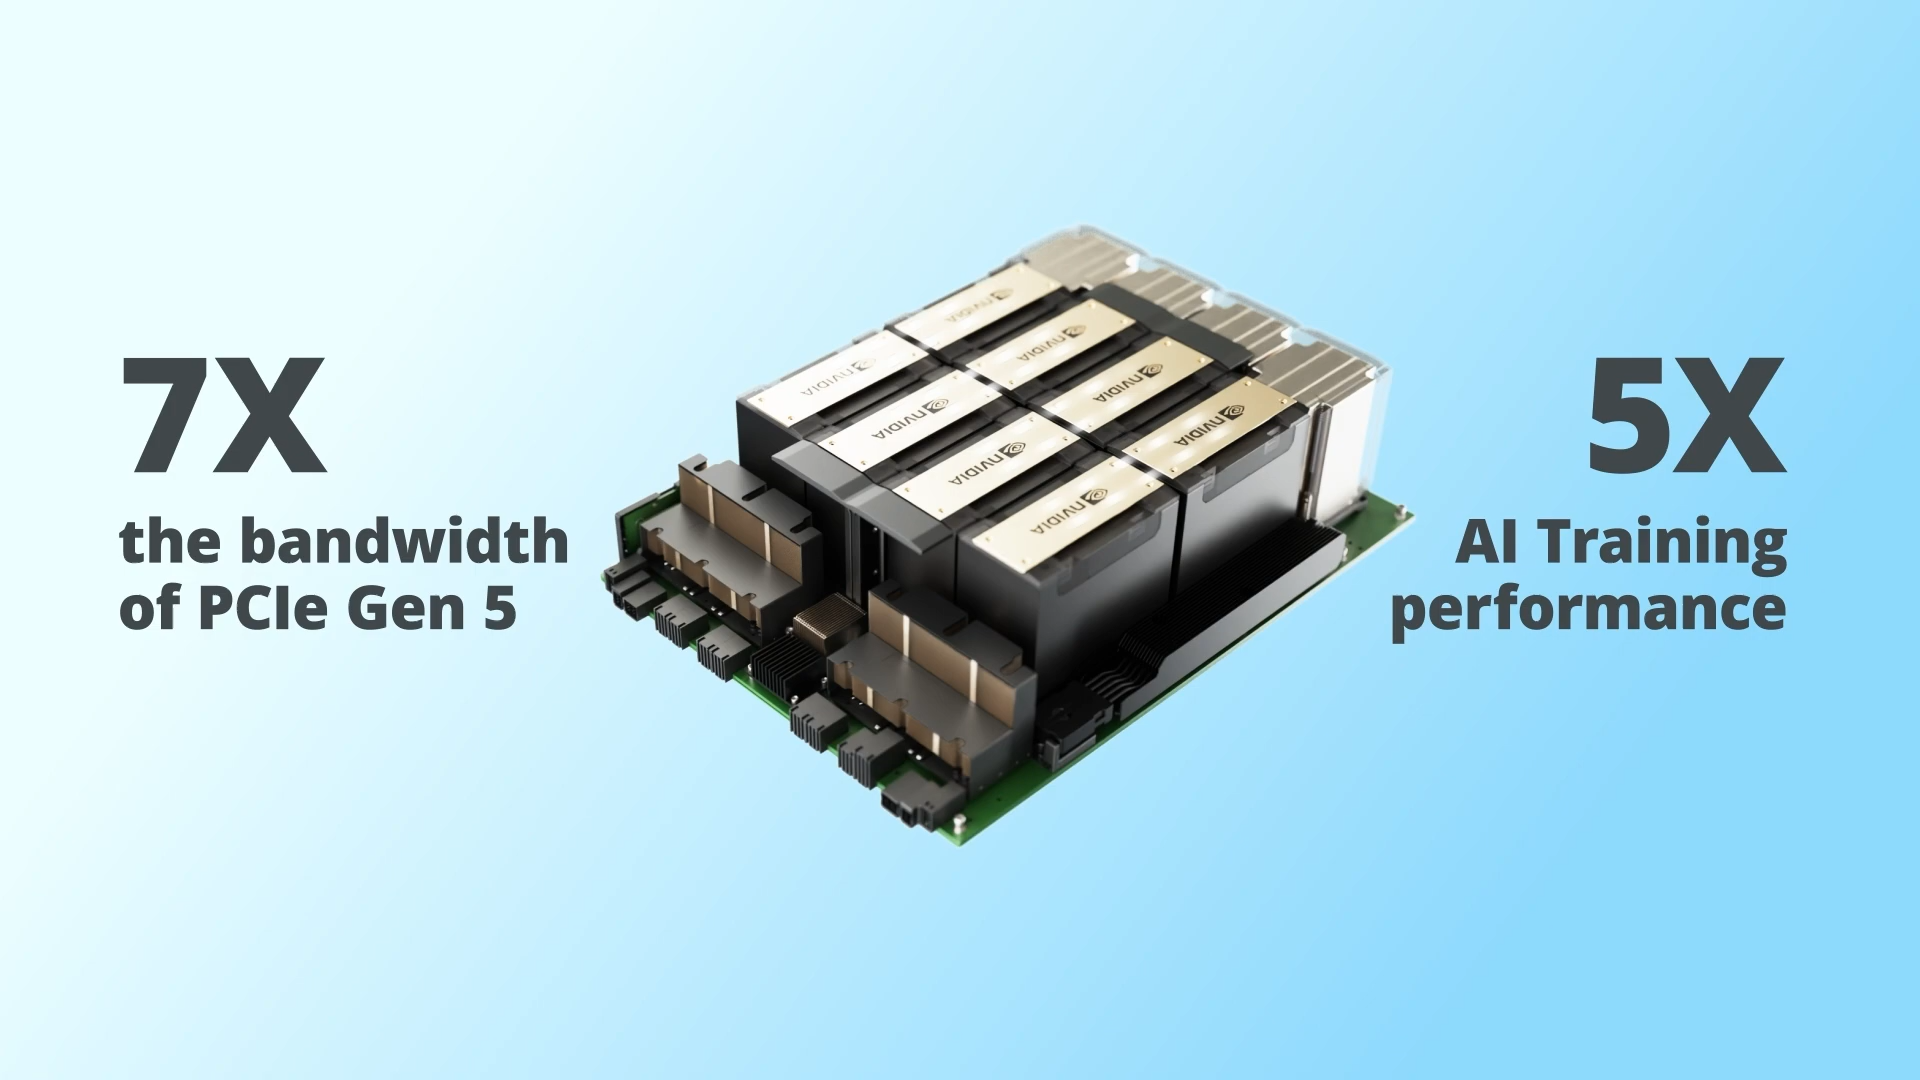 7X
the bandwidth
of PCIe Gen 5
5X
AI Training
performance
NVIDIA
NVIDIA
NVIDIA
NVIDIA
NVIDIA
NVIDIA
NVIDIA
NVIDIA